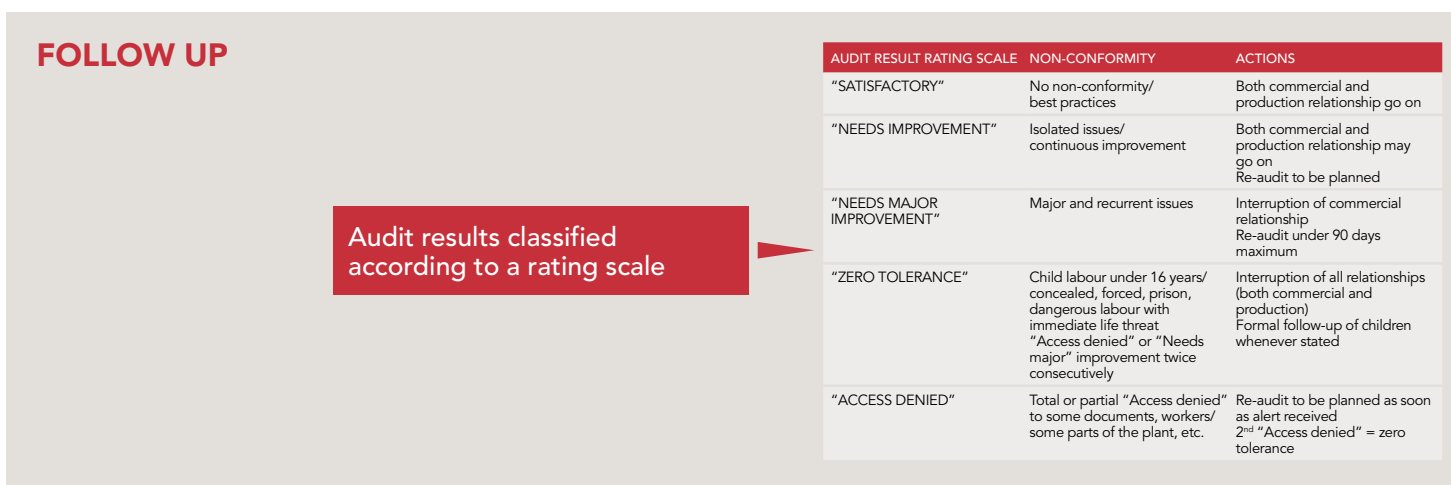 FOLLOW UP
Audit results classified
according to a rating scale
AUDIT RESULT RATING SCALE NON-CONFORMITY ACTIONS
“SATISFACTORY”
No non-conformity/
best practices
Both commercial and
production relationship go on
“NEEDS IMPROVEMENT”
Isolated issues/
continuous improvement
Both commercial and
production relationship may
go on
Re-audit to be planned
“NEEDS MAJOR
IMPROVEMENT”
Major and recurrent issues
Interruption of commercial
relationship
Re-audit under 90 days
maximum
“ZERO TOLERANCE”
Child labour under 16 years/
concealed, forced, prison,
dangerous labour with
immediate life threat
“Access denied” or “Needs
major” improvement twice
consecutively
Interruption of all relationships
(both commercial and
production)
Formal follow-up of children
whenever stated
“ACCESS DENIED”
Total or partial “Access denied”
to some documents, workers/
some parts of the plant, etc.
Re-audit to be planned as soon
as alert received
2nd “Access denied” = zero
tolerance